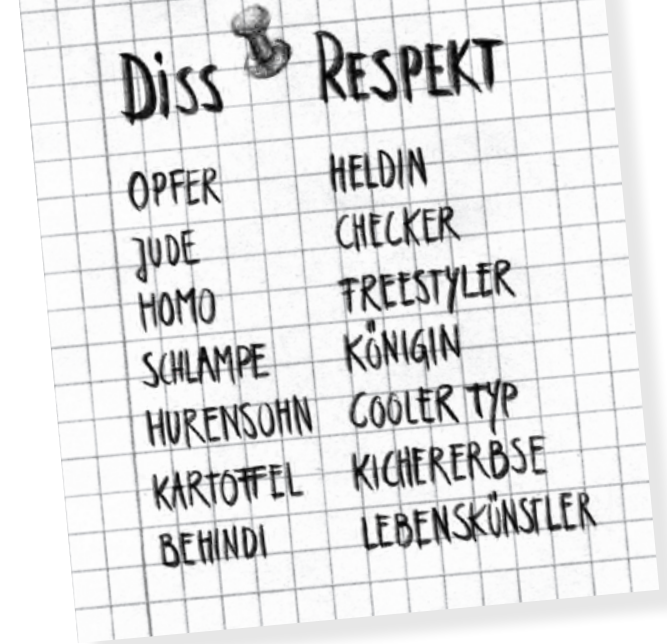 Diss RESPEKT
OPFER HELDIN
JUDE CHECKER
HOMO FREESTYLER
SCHLAMPE KÖNIGIN
HURENSOHN COOLER TYP
KARTOFFEL KICHERERBSE
BEHINDI LEBENSKÜNSTLER